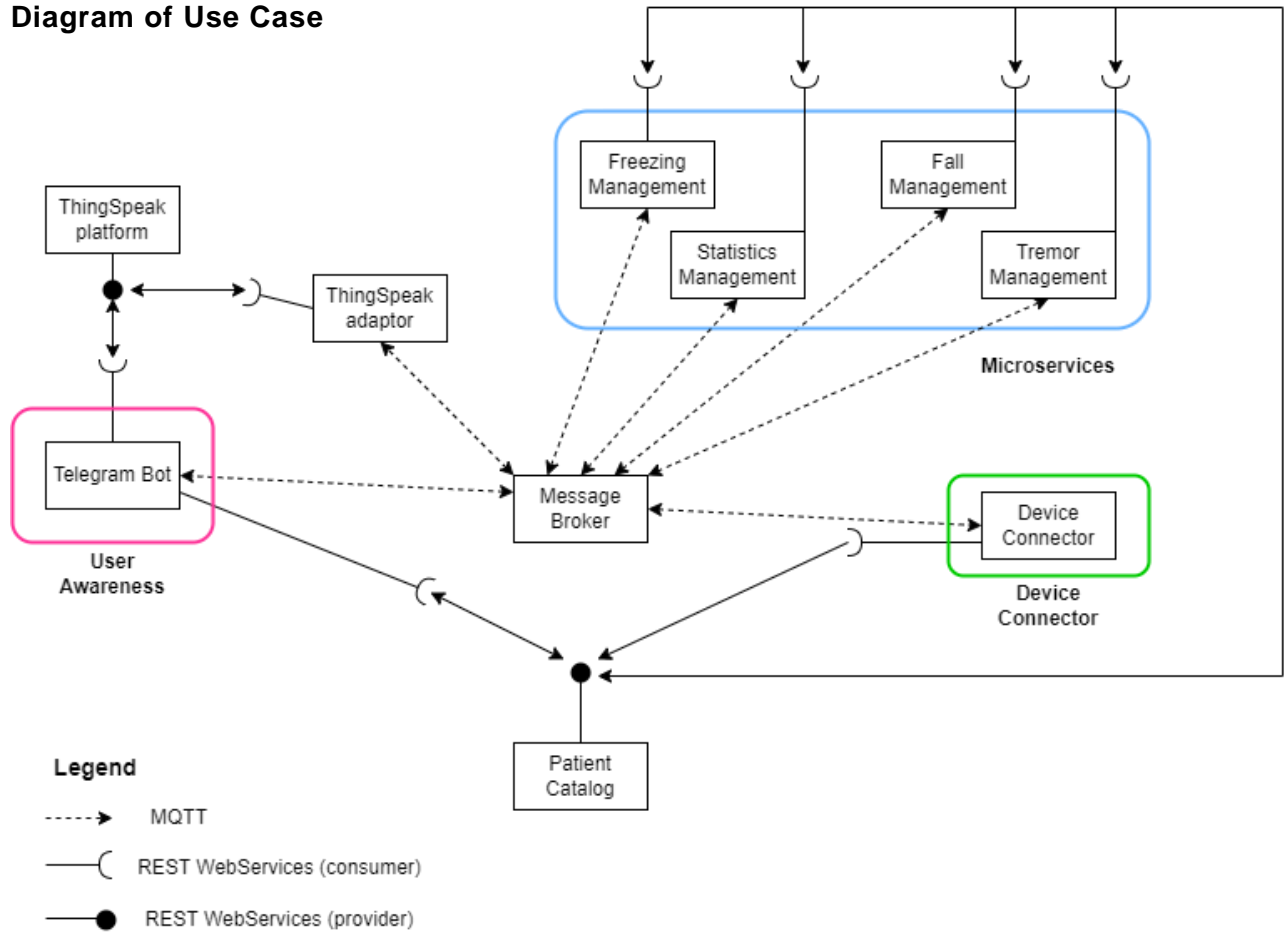 Diagram of Use Case
Freezing
Management
Fall
Management
ThingSpeak
platform
Statistics
Management
Tremor
Management
ThingSpeak
adaptor
Microservices
Telegram Bot
Message
Broker
Device
Connector
User
Awareness
Device
Connector
Patient
Catalog
Legend
MQTT
REST WebServices (consumer)
REST WebServices (provider)